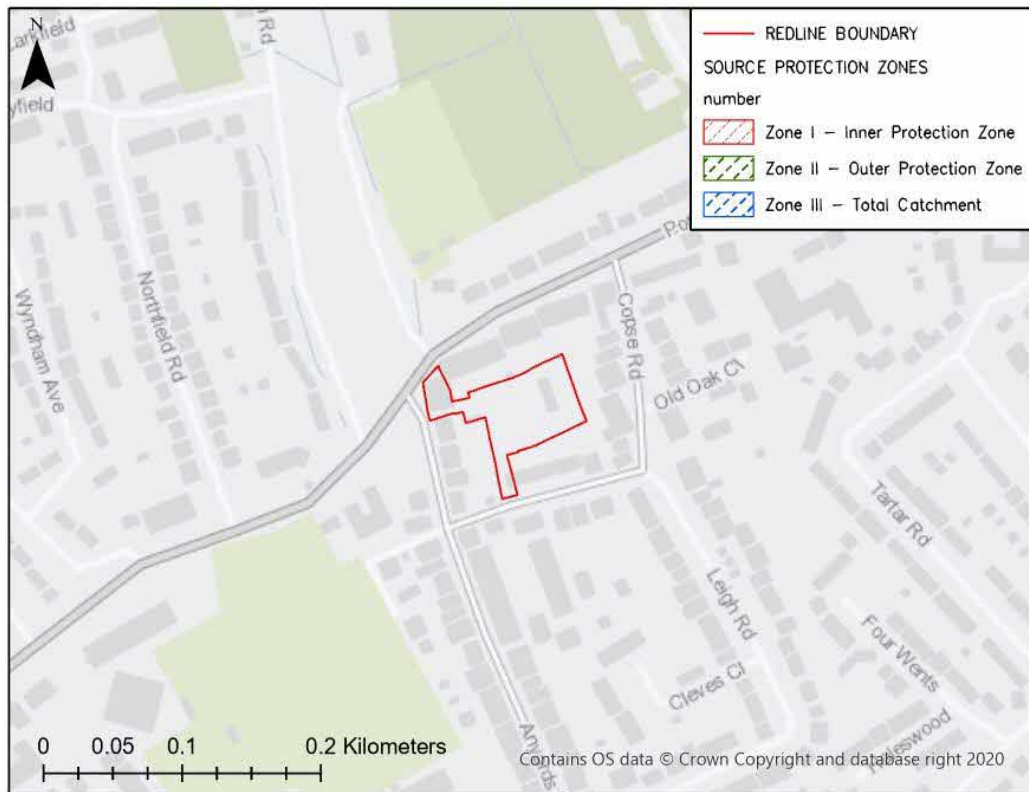 N
Larkfield
yfield
Rd
REDLINE BOUNDARY
SOURCE PROTECTION ZONES
number
Zone I – Inner Protection Zone
Zone II – Outer Protection Zone
Zone III – Total Catchment
Wyndham Ave
Northfield Rd
Copse Rd
Old Oak Cl
Tartar Rd
Leigh Rd
Four Wents
Cleves Cl
0 0.05 0.1 0.2 Kilometers
Contains OS data © Crown Copyright and database right 2020